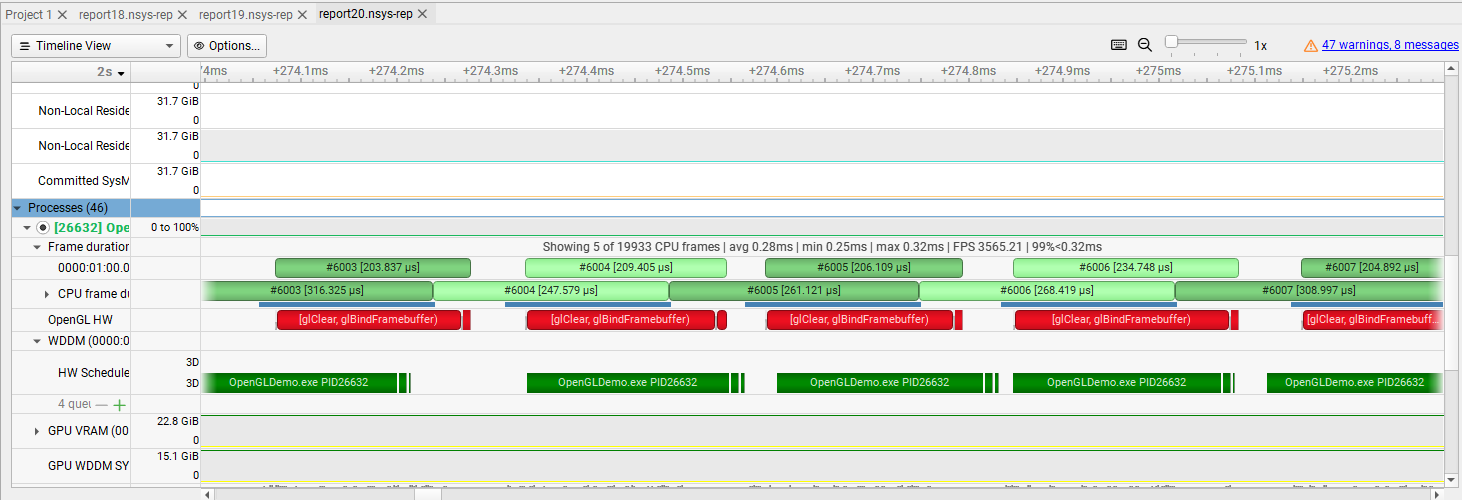 Project 1 report18.nsys-rep report19.nsys-rep report20.nsys-rep
Timeline View Options... 1x 47 warnings, 8 messages
2s 4ms +274.1ms +274.2ms +274.3ms +274.4ms +274.5ms +274.6ms +274.7ms +274.8ms +274.9ms +275ms +275.1ms +275.2ms
0
Non-Local Reside 31.7 GiB
0
Non-Local Reside 31.7 GiB
0
Committed SysM 31.7 GiB
0
Processes (46)
[26632] Ope 0 to 100%
Frame duration Showing 5 of 19933 CPU frames | avg 0.28ms | min 0.25ms | max 0.32ms | FPS 3565.21 | 99%<0.32ms
0000:01:00.0 #6003 [203.837 µs] #6004 [209.405 µs] #6005 [206.109 µs] #6006 [234.748 µs] #6007 [204.892 µs]
CPU frame du #6003 [316.325 µs] #6004 [247.579 µs] #6005 [261.121 µs] #6006 [268.419 µs] #6007 [308.997 µs]
OpenGL HW [glClear, glBindFramebuffer) [glClear, glBindFramebuffer) [glClear, glBindFramebuffer) [glClear, glBindFramebuffer) [glClear, glBindFramebuff...
WDDM (0000:0
3D
HW Schedule 3D OpenGLDemo.exe PID26632 OpenGLDemo.exe PID26632 OpenGLDemo.exe PID26632 OpenGLDemo.exe PID26632 OpenGLDemo.exe PID26632
4 queu
GPU VRAM (00 22.8 GiB
0
GPU WDDM SY 15.1 GiB
0